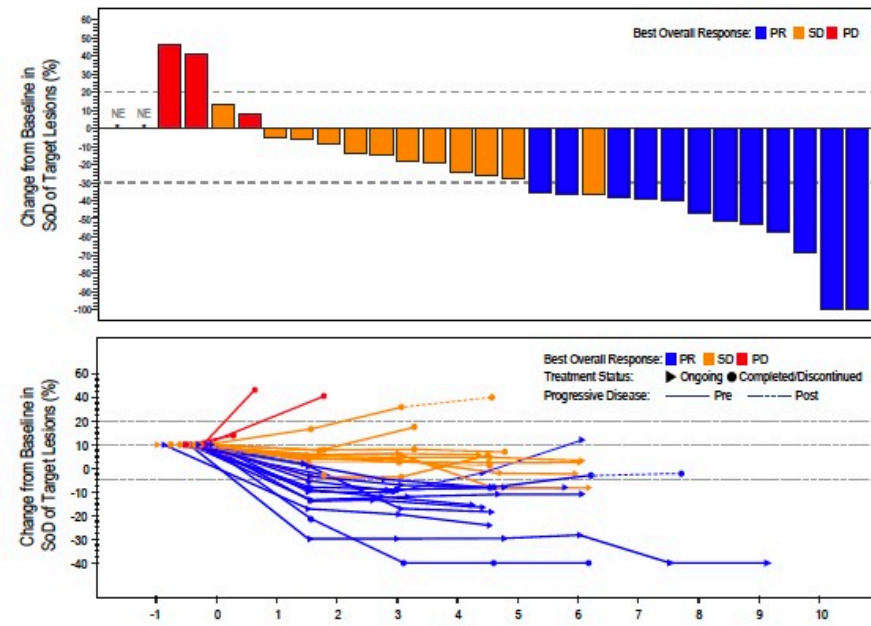 Change from Baseline in
SoD of Target Lesions (%)
60
50
40
30
20
10
0
-10
-20
-30
-40
-50
-60
-70
-80
-90
-100
NE NE
Best Overall Response: PR SD PD
Change from Baseline in
SoD of Target Lesions (%)
60
40
20
10
0
-10
-20
-30
-40
Best Overall Response: PR SD PD
Treatment Status: Ongoing Completed/Discontinued
Progressive Disease: Pre Post
-1 0 1 2 3 4 5 6 7 8 9 10